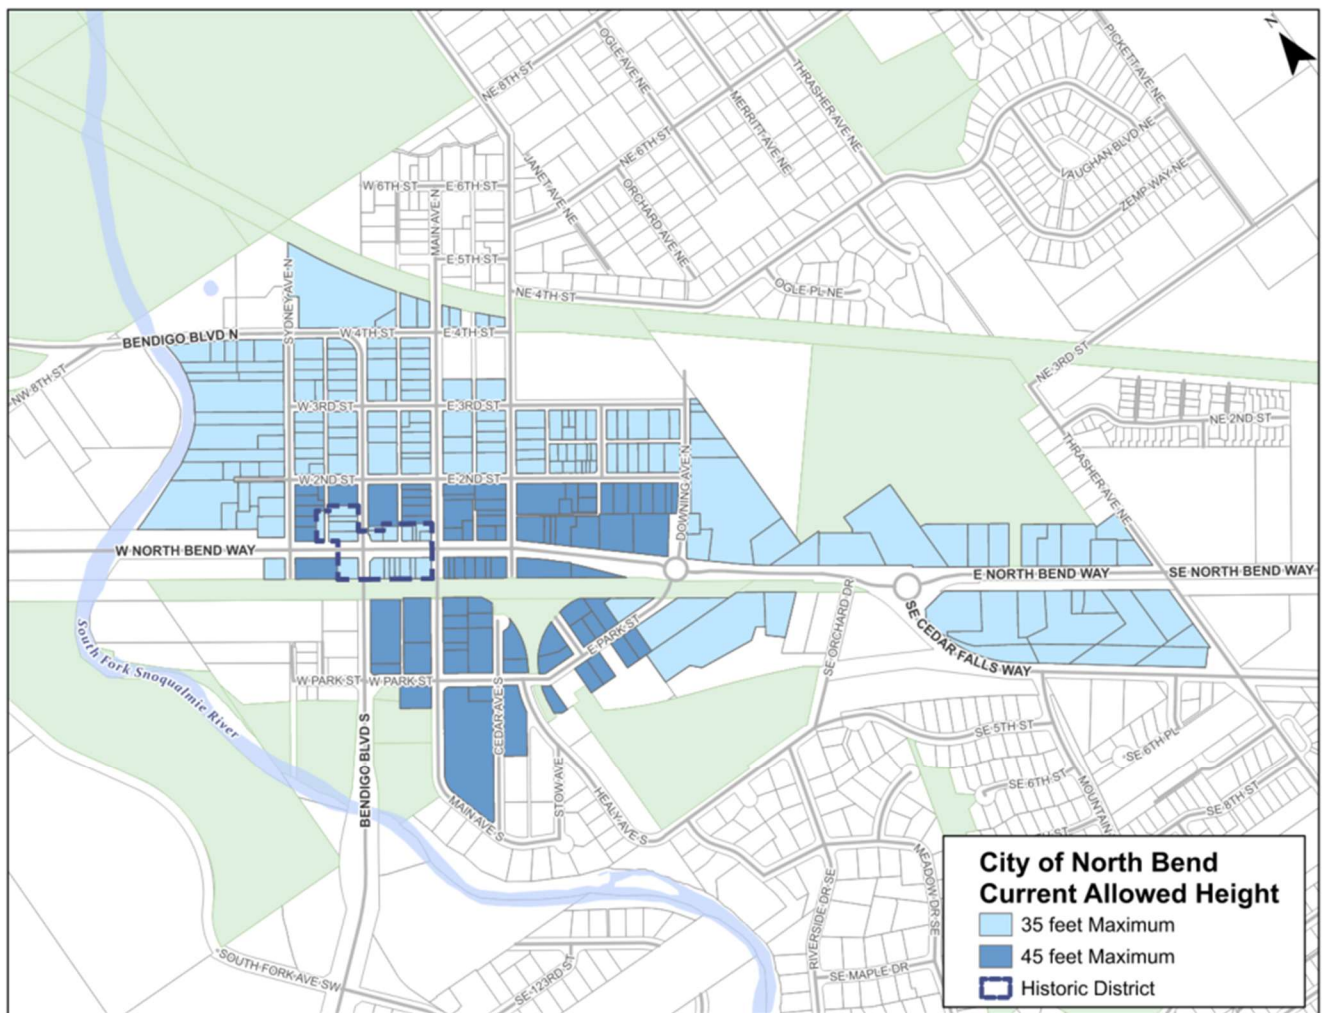 N
NE 8TH ST
OGLE AVE NE
MERRITT AVE NE
THRASHER AVE NE
PICKETT AVE NE
NE 6TH ST
VAUGHAN BLVD NE
ZEMP WAY NE
JANET AVE NE
ORCHARD AVE NE
W 6TH ST
E 6TH ST
MAIN AVE N
E 5TH ST
SYDNEY AVE N
NE 4TH ST
OGLE PL NE
BENDIGO BLVD N
W 4TH ST
E 4TH ST
NW 8TH ST
NE 3RD ST
W 3RD ST
E 3RD ST
NE 2ND ST
W 2ND ST
E 2ND ST
DOWNING AVE N
THRASHER AVE NE
W NORTH BEND WAY
E NORTH BEND WAY
SE NORTH BEND WAY
South Fork Snoqualmie River
E PARK ST
SE ORCHARD DR
SE CEDAR FALLS WAY
W PARK ST
W PARK ST
CEDAR AVE S
BENDIGO BLVD S
SE 5TH ST
SE 6TH PL
SE 6TH ST
MOUNTAIN
SE 8TH ST
STOW AVE
HEALY AVE S
MAIN AVE S
TH ST
MEADOW DR SE
RIVERSIDE DR SE
SE MAPLE DR
SOUTH FORK AVE SW
SE 123RD ST
City of North Bend
Current Allowed Height
35 feet Maximum
45 feet Maximum
Historic District